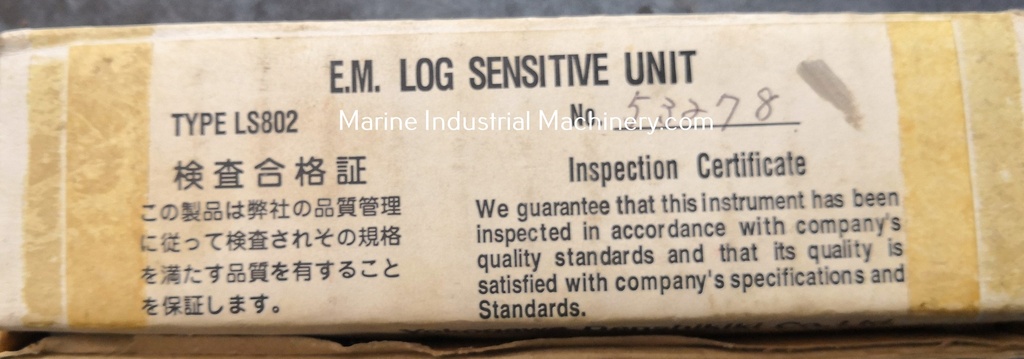 E.M. LOG SENSITIVE UNIT
TYPE LS802
No. 53278
Marine Industrial Machinery.com
検査合格証
この製品は弊社の品質管理
に従って検査されその規格
を満たす品質を有すること
を保証します。
Inspection Certificate
We guarantee that this instrument has been
inspected in accordance with company's
quality standards and that its quality is
satisfied with company's specifications and
Standards.